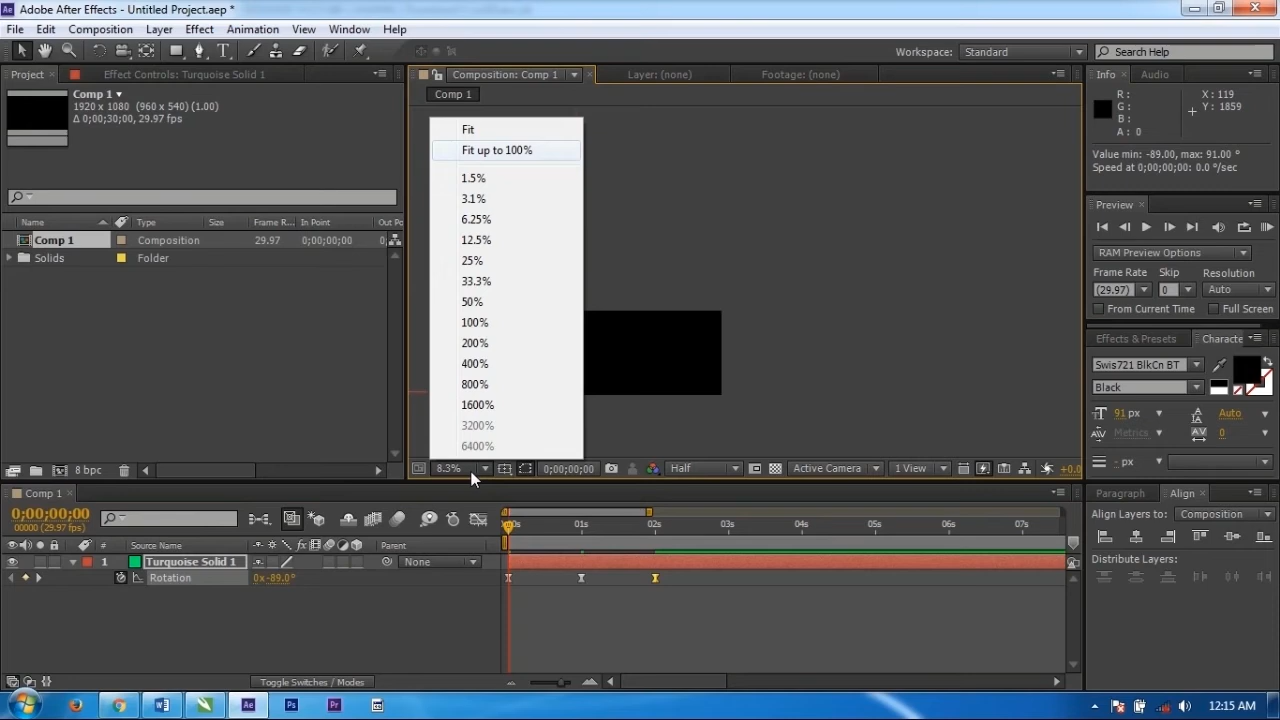 Adobe After Effects - Untitled Project.aep *
File Edit Composition Layer Effect Animation View Window Help
Workspace: Standard Search Help
Project Effect Controls: Turquoise Solid 1
Comp 1
1920 x 1080 (960 x 540) (1.00)
Δ 0;00;30;00, 29.97 fps
Name Type Size Frame R... In Point Out Po
Comp 1 Composition 29.97 0;00;00;00 0;
Solids Folder
8 bpc
Composition: Comp 1 Layer: (none) Footage: (none)
Comp 1
Fit
Fit up to 100%
1.5%
3.1%
6.25%
12.5%
25%
33.3%
50%
100%
200%
400%
800%
1600%
3200%
6400%
8.3% 0;00;00;00 Half Active Camera 1 View +0.0
Info Audio
R : X : 119
G : Y : 1859
B :
A : 0
Value min: -89.00, max: 91.00 °
Speed at 0;00;00;00: 0.0 °/sec
Preview
RAM Preview Options
Frame Rate Skip Resolution
(29.97) 0 Auto
From Current Time Full Screen
Effects & Presets Characte
Swis721 BlkCn BT
Black
91 px Auto
Metrics 0
- px
Paragraph Align
Align Layers to: Composition
Distribute Layers:
Comp 1
0;00;00;00
00000 (29.97 fps)
# Source Name Parent
1 Turquoise Solid 1 None
Rotation 0x-89.0°
01s 02s 03s 04s 05s 06s 07s
Toggle Switches / Modes
12:15 AM